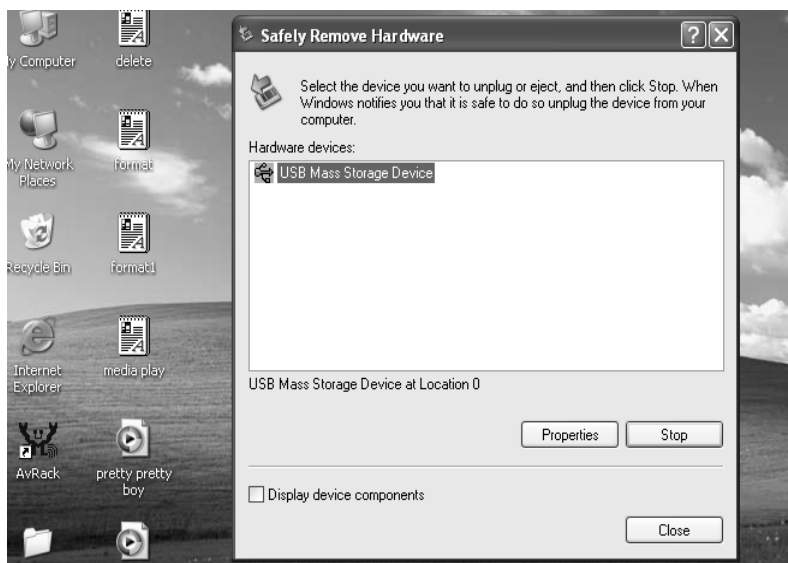 My Computer
delete
My Network
Places
format
Recycle Bin
format1
Internet
Explorer
media play
AvRack
pretty pretty
boy
Safely Remove Hardware
Select the device you want to unplug or eject, and then click Stop. When
Windows notifies you that it is safe to do so unplug the device from your
computer.
Hardware devices:
USB Mass Storage Device
USB Mass Storage Device at Location 0
Properties
Stop
Display device components
Close